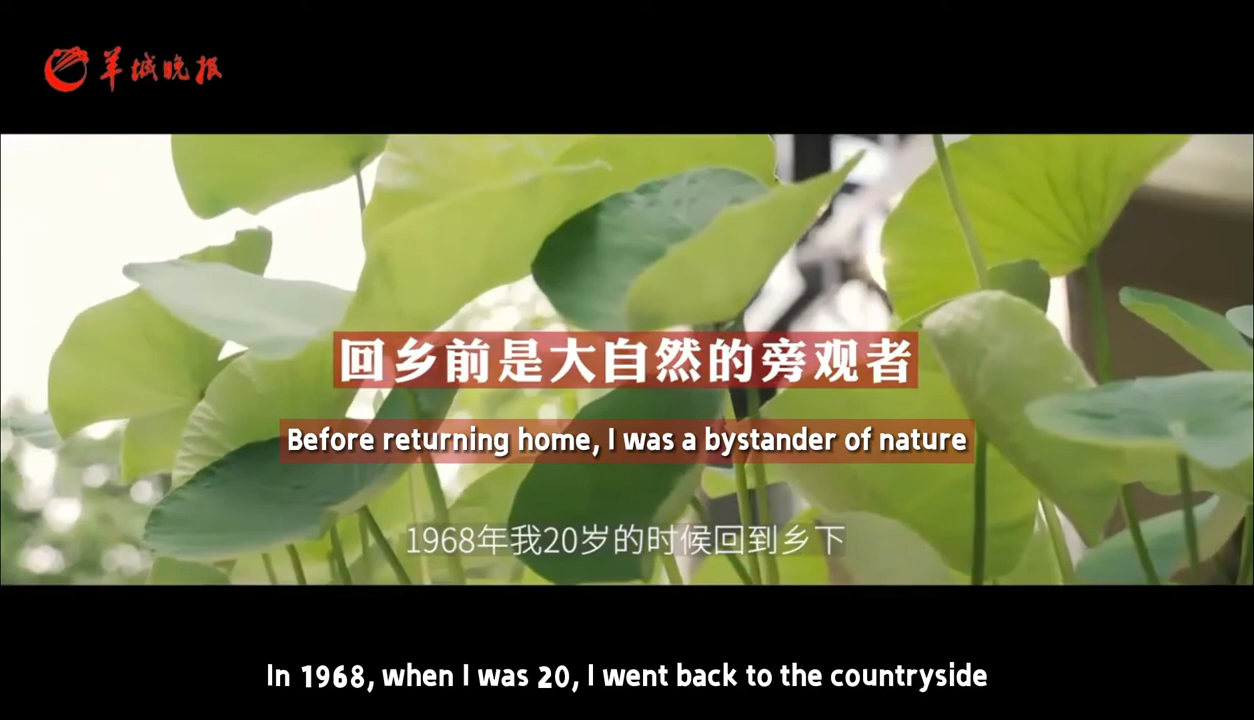 羊城晚报
回乡前是大自然的旁观者
Before returning home, I was a bystander of nature
1968年我20岁的时候回到乡下
In 1968, when I was 20, I went back to the countryside